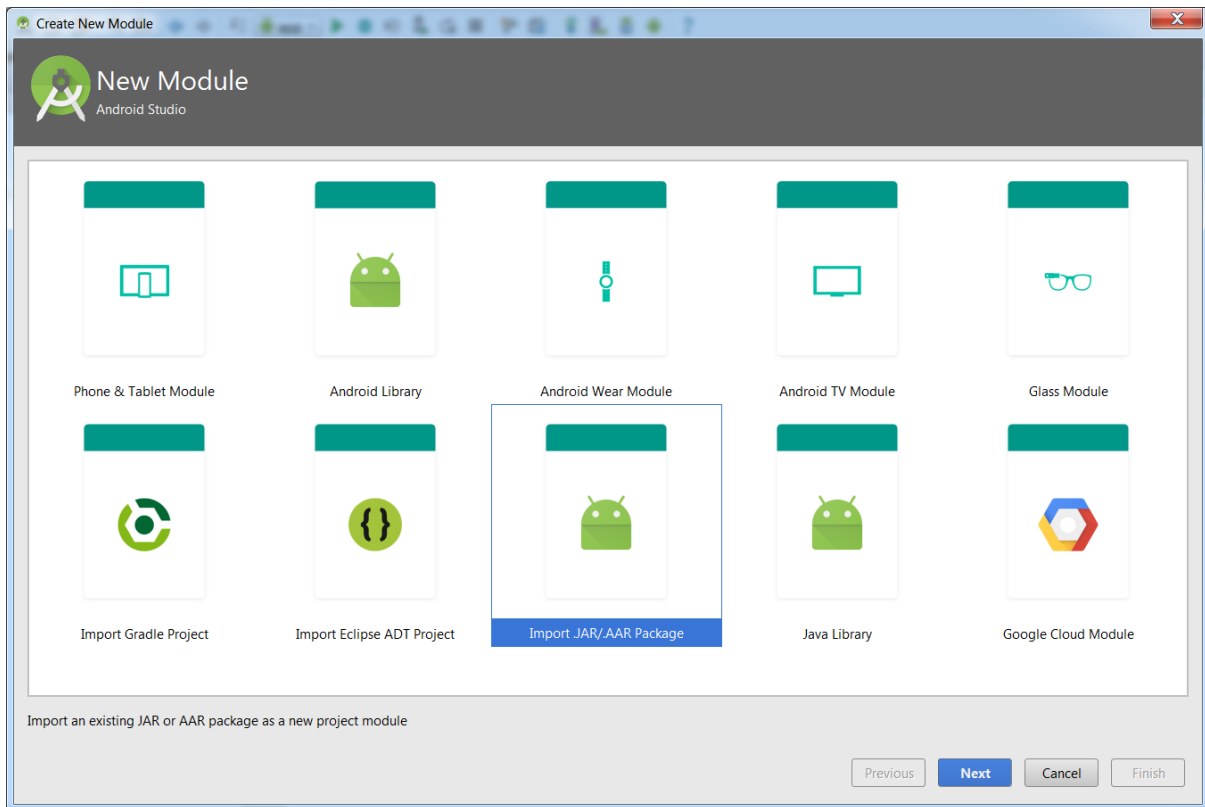 Create New Module
New Module
Android Studio
Phone & Tablet Module
Android Library
Android Wear Module
Android TV Module
Glass Module
Import Gradle Project
Import Eclipse ADT Project
Import .JAR/.AAR Package
Java Library
Google Cloud Module
Import an existing JAR or AAR package as a new project module
Previous
Next
Cancel
Finish